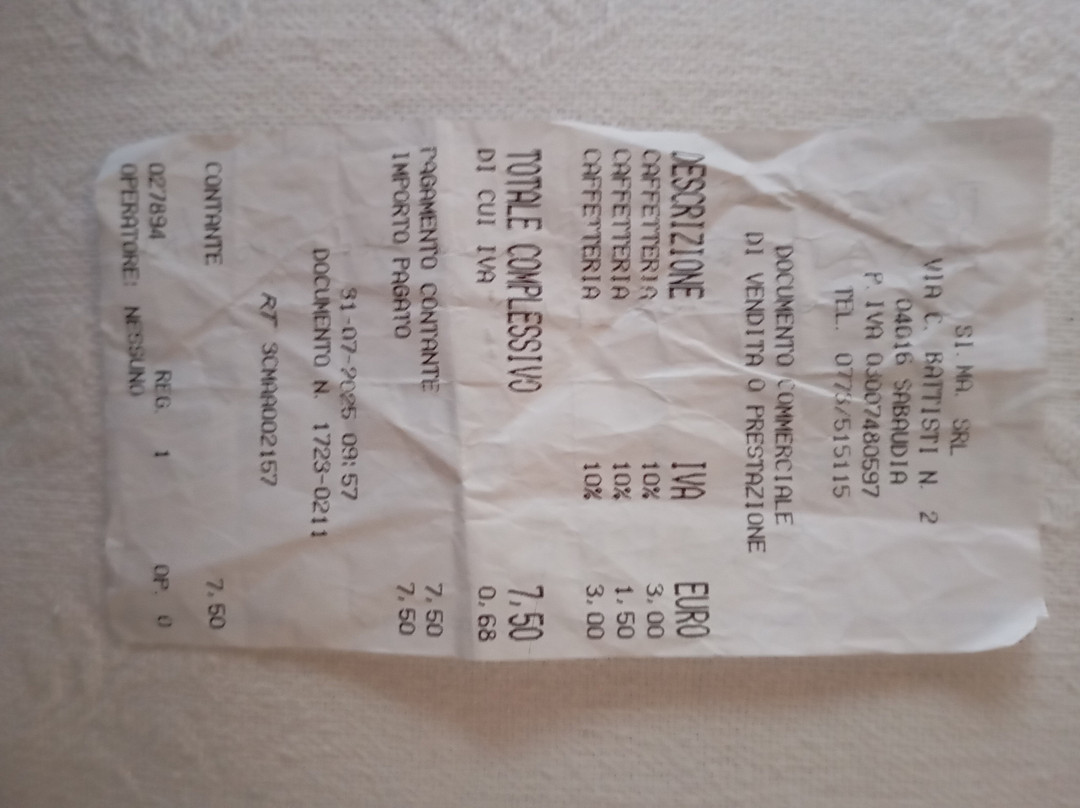 SI.MA. SRL
VIA C. BATTISTI N. 2
04016 SABAUDIA
P. IVA 03007480597
TEL. 0773/515115
DOCUMENTO COMMERCIALE
DI VENDITA O PRESTAZIONE
DESCRIZIONE IVA EURO
CAFFETTERIA 10% 3,00
CAFFETTERIA 10% 1,50
CAFFETTERIA 10% 3,00
TOTALE COMPLESSIVO 7,50
DI CUI IVA 0,68
PAGAMENTO CONTANTE 7,50
IMPORTO PAGATO 7,50
31-07-2025 09:57
DOCUMENTO N. 1723-0211
RT 3CMAA002157
CONTANTE 7,50
027894 REG. 1 OP. 0
OPERATORE: NESSUNO